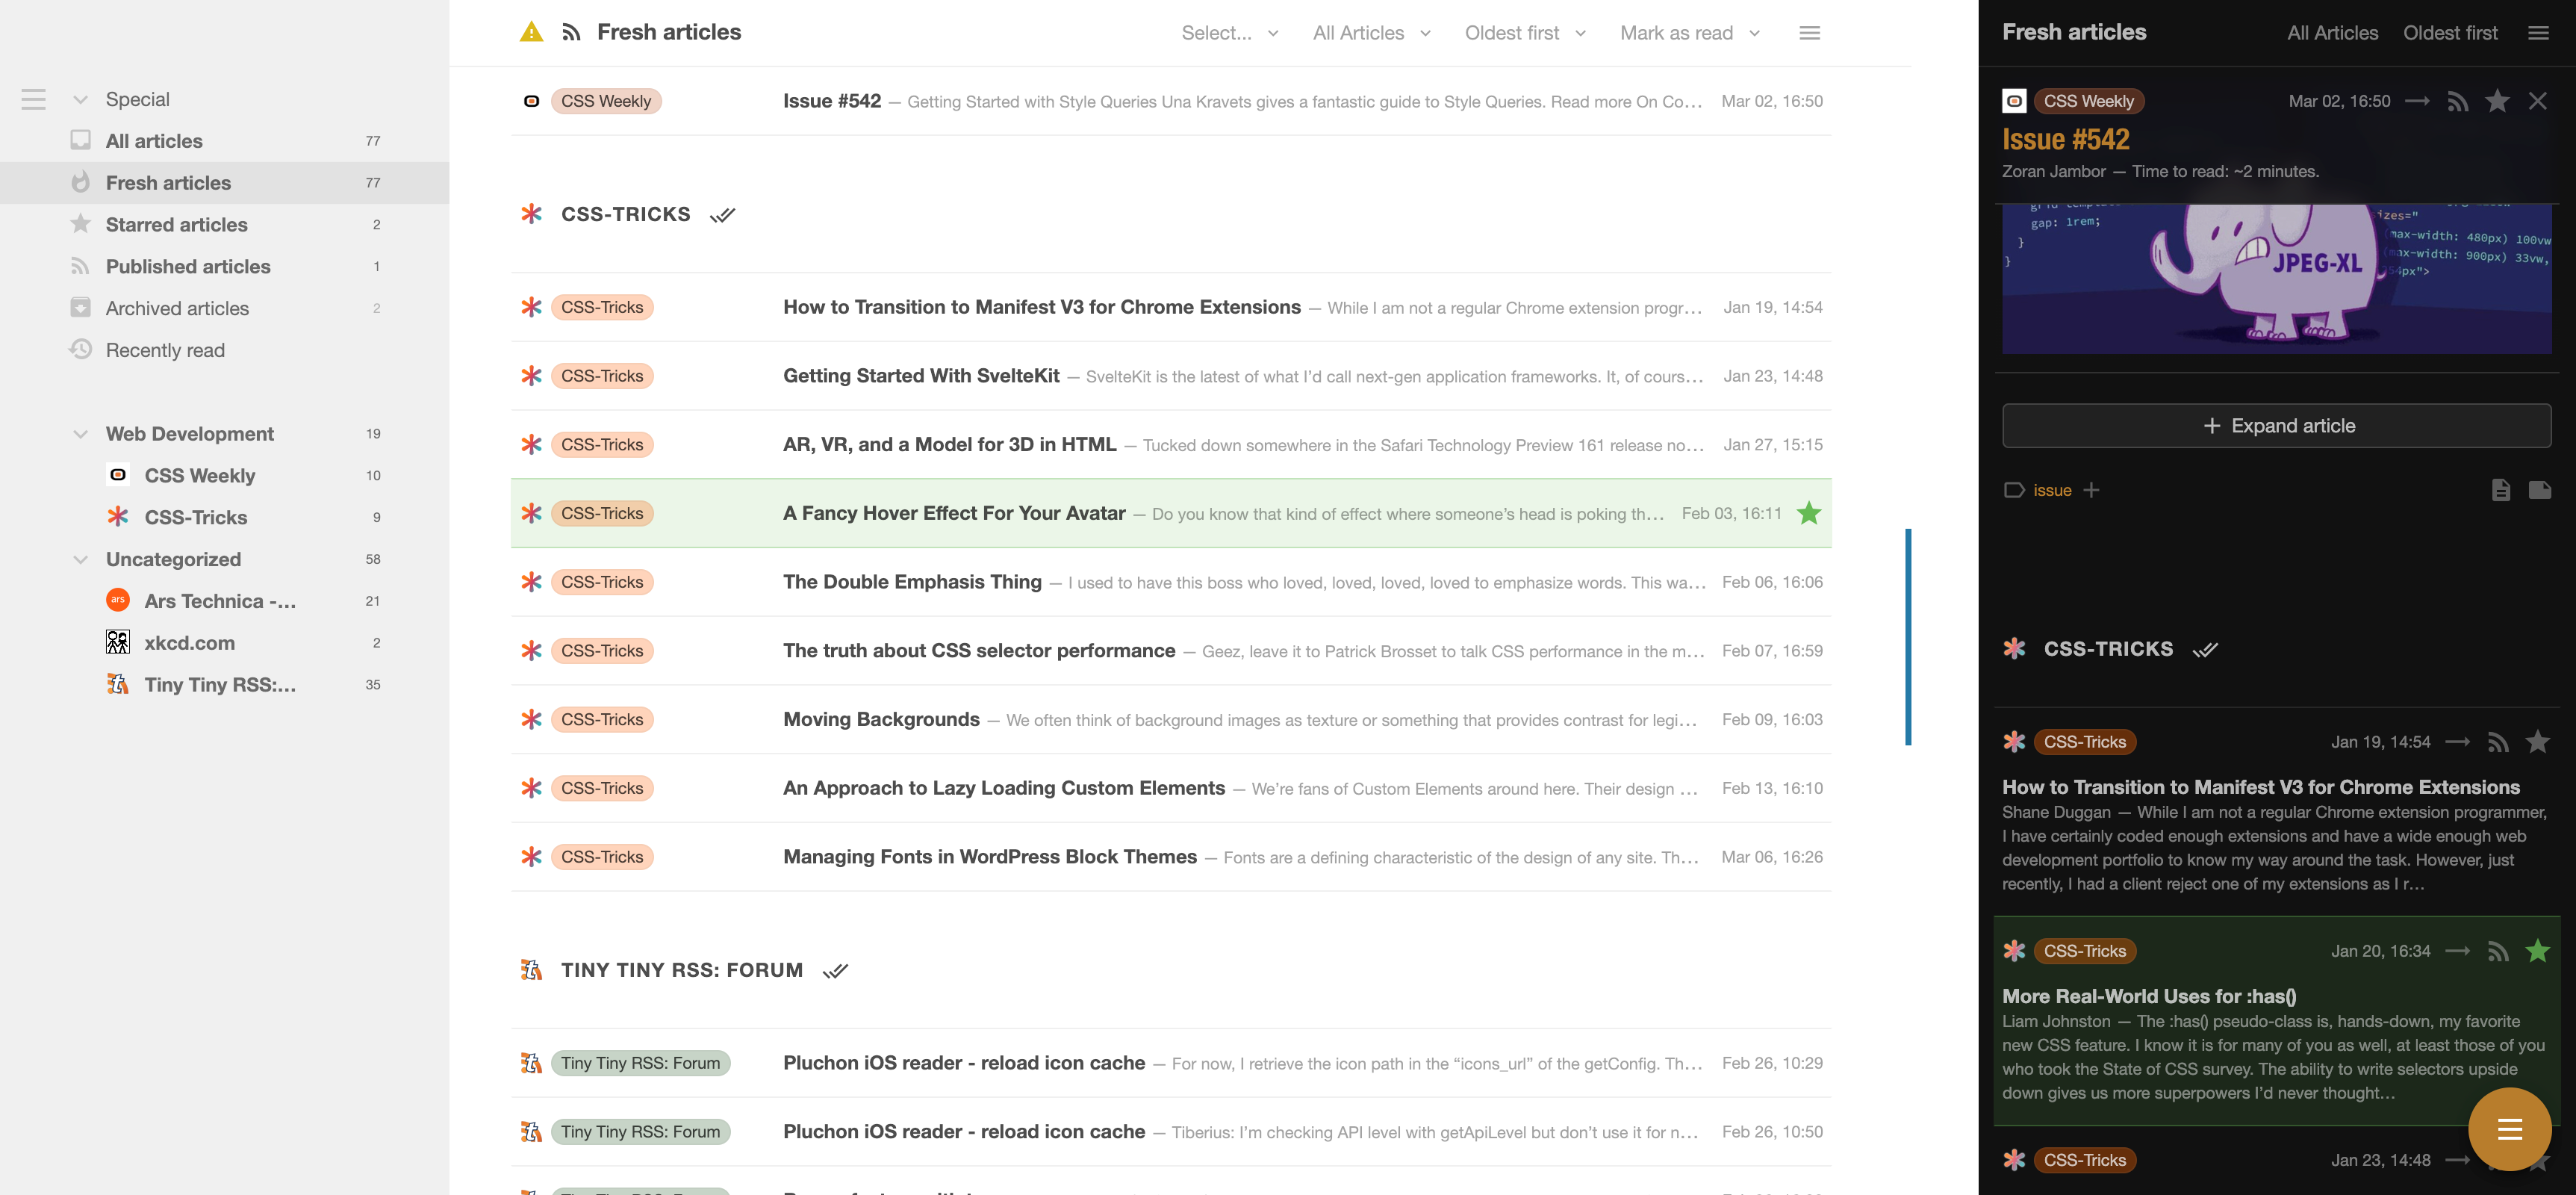 Special
All articles 77
Fresh articles 77
Starred articles 2
Published articles 1
Archived articles 2
Recently read
Web Development 19
CSS Weekly 10
CSS-Tricks 9
Uncategorized 58
ars Ars Technica -... 21
xkcd.com 2
Tiny Tiny RSS:... 35
Fresh articles Select... All Articles Oldest first Mark as read
CSS Weekly Issue #542 — Getting Started with Style Queries Una Kravets gives a fantastic guide to Style Queries. Read more On Co... Mar 02, 16:50
CSS-TRICKS
CSS-Tricks How to Transition to Manifest V3 for Chrome Extensions — While I am not a regular Chrome extension progr... Jan 19, 14:54
CSS-Tricks Getting Started With SvelteKit — SvelteKit is the latest of what I’d call next-gen application frameworks. It, of cours... Jan 23, 14:48
CSS-Tricks AR, VR, and a Model for 3D in HTML — Tucked down somewhere in the Safari Technology Preview 161 release no... Jan 27, 15:15
CSS-Tricks A Fancy Hover Effect For Your Avatar — Do you know that kind of effect where someone’s head is poking th... Feb 03, 16:11
CSS-Tricks The Double Emphasis Thing — I used to have this boss who loved, loved, loved, loved to emphasize words. This wa... Feb 06, 16:06
CSS-Tricks The truth about CSS selector performance — Geez, leave it to Patrick Brosset to talk CSS performance in the m... Feb 07, 16:59
CSS-Tricks Moving Backgrounds — We often think of background images as texture or something that provides contrast for legi... Feb 09, 16:03
CSS-Tricks An Approach to Lazy Loading Custom Elements — We’re fans of Custom Elements around here. Their design ... Feb 13, 16:10
CSS-Tricks Managing Fonts in WordPress Block Themes — Fonts are a defining characteristic of the design of any site. Th... Mar 06, 16:26
TINY TINY RSS: FORUM
Tiny Tiny RSS: Forum Pluchon iOS reader - reload icon cache — For now, I retrieve the icon path in the “icons_url” of the getConfig. Th... Feb 26, 10:29
Tiny Tiny RSS: Forum Pluchon iOS reader - reload icon cache — Tiberius: I’m checking API level with getApiLevel but don’t use it for n... Feb 26, 10:50
Fresh articles All Articles Oldest first
CSS Weekly Mar 02, 16:50
Issue #542
Zoran Jambor — Time to read: ~2 minutes.
gap: 1rem;
}
}
izes="
max-width: 480px) 100vw
max-width: 900px) 33vw,
px">
JPEG-XL
+ Expand article
issue +
CSS-TRICKS
CSS-Tricks Jan 19, 14:54
How to Transition to Manifest V3 for Chrome Extensions
Shane Duggan — While I am not a regular Chrome extension programmer,
I have certainly coded enough extensions and have a wide enough web
development portfolio to know my way around the task. However, just
recently, I had a client reject one of my extensions as I r...
CSS-Tricks Jan 20, 16:34
More Real-World Uses for :has()
Liam Johnston — The :has() pseudo-class is, hands-down, my favorite
new CSS feature. I know it is for many of you as well, at least those of you
who took the State of CSS survey. The ability to write selectors upside
down gives us more superpowers I’d never thought...
CSS-Tricks Jan 23, 14:48